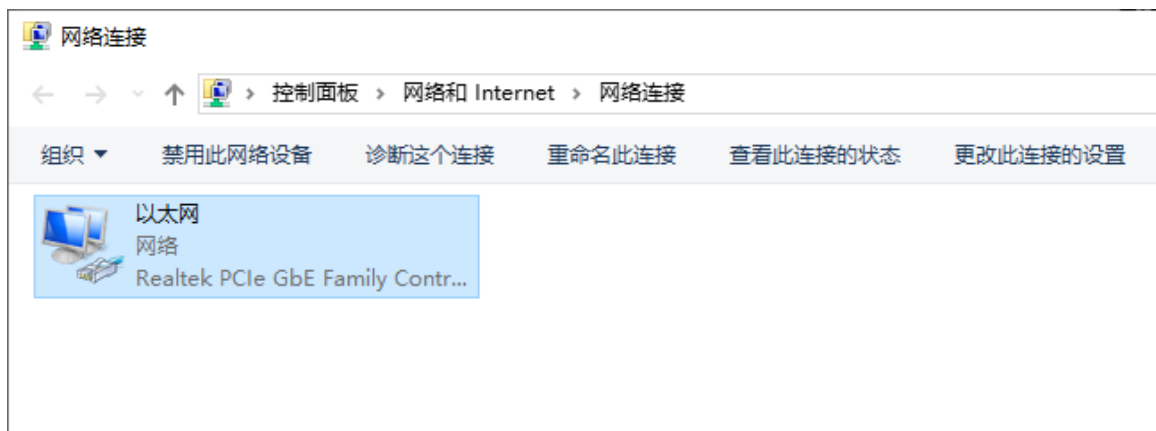 网络连接
控制面板 › 网络和 Internet › 网络连接
组织 禁用此网络设备 诊断这个连接 重命名此连接 查看此连接的状态 更改此连接的设置
以太网
网络
Realtek PCIe GbE Family Contr...